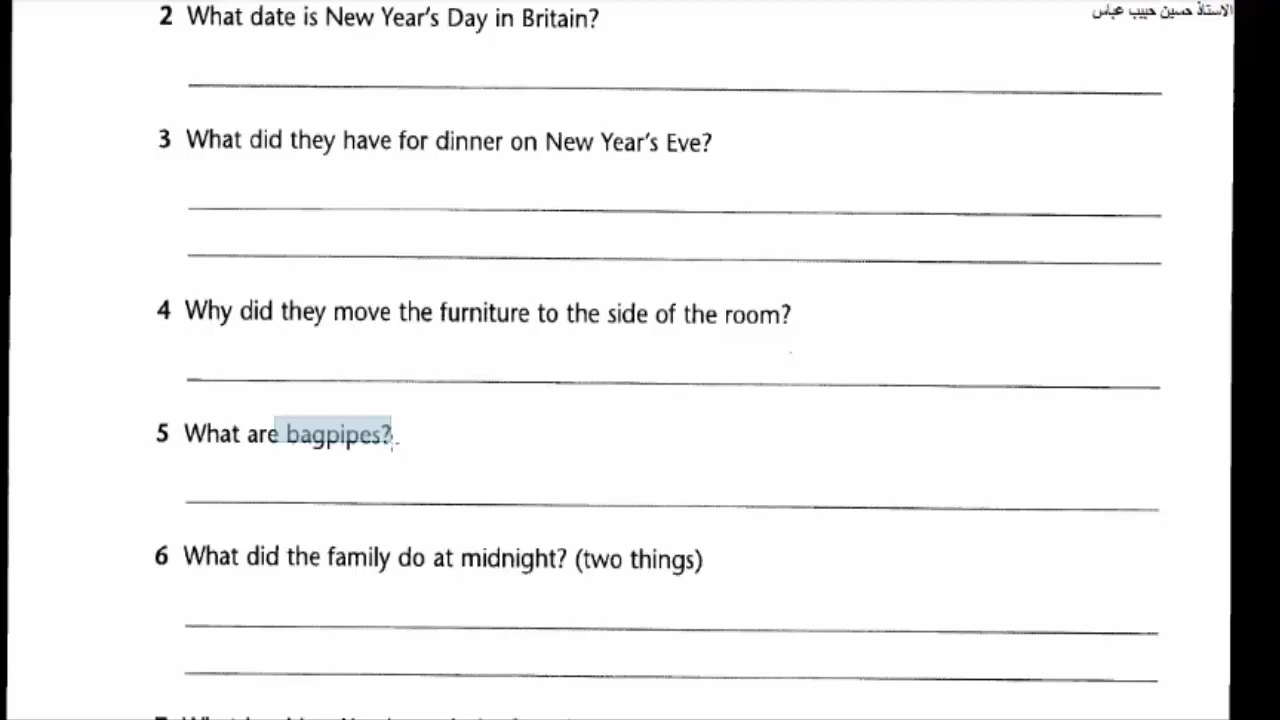 الاستاذ حسين حبيب عباس
2 What date is New Year's Day in Britain?
3 What did they have for dinner on New Year's Eve?
4 Why did they move the furniture to the side of the room?
5 What are bagpipes?
6 What did the family do at midnight? (two things)